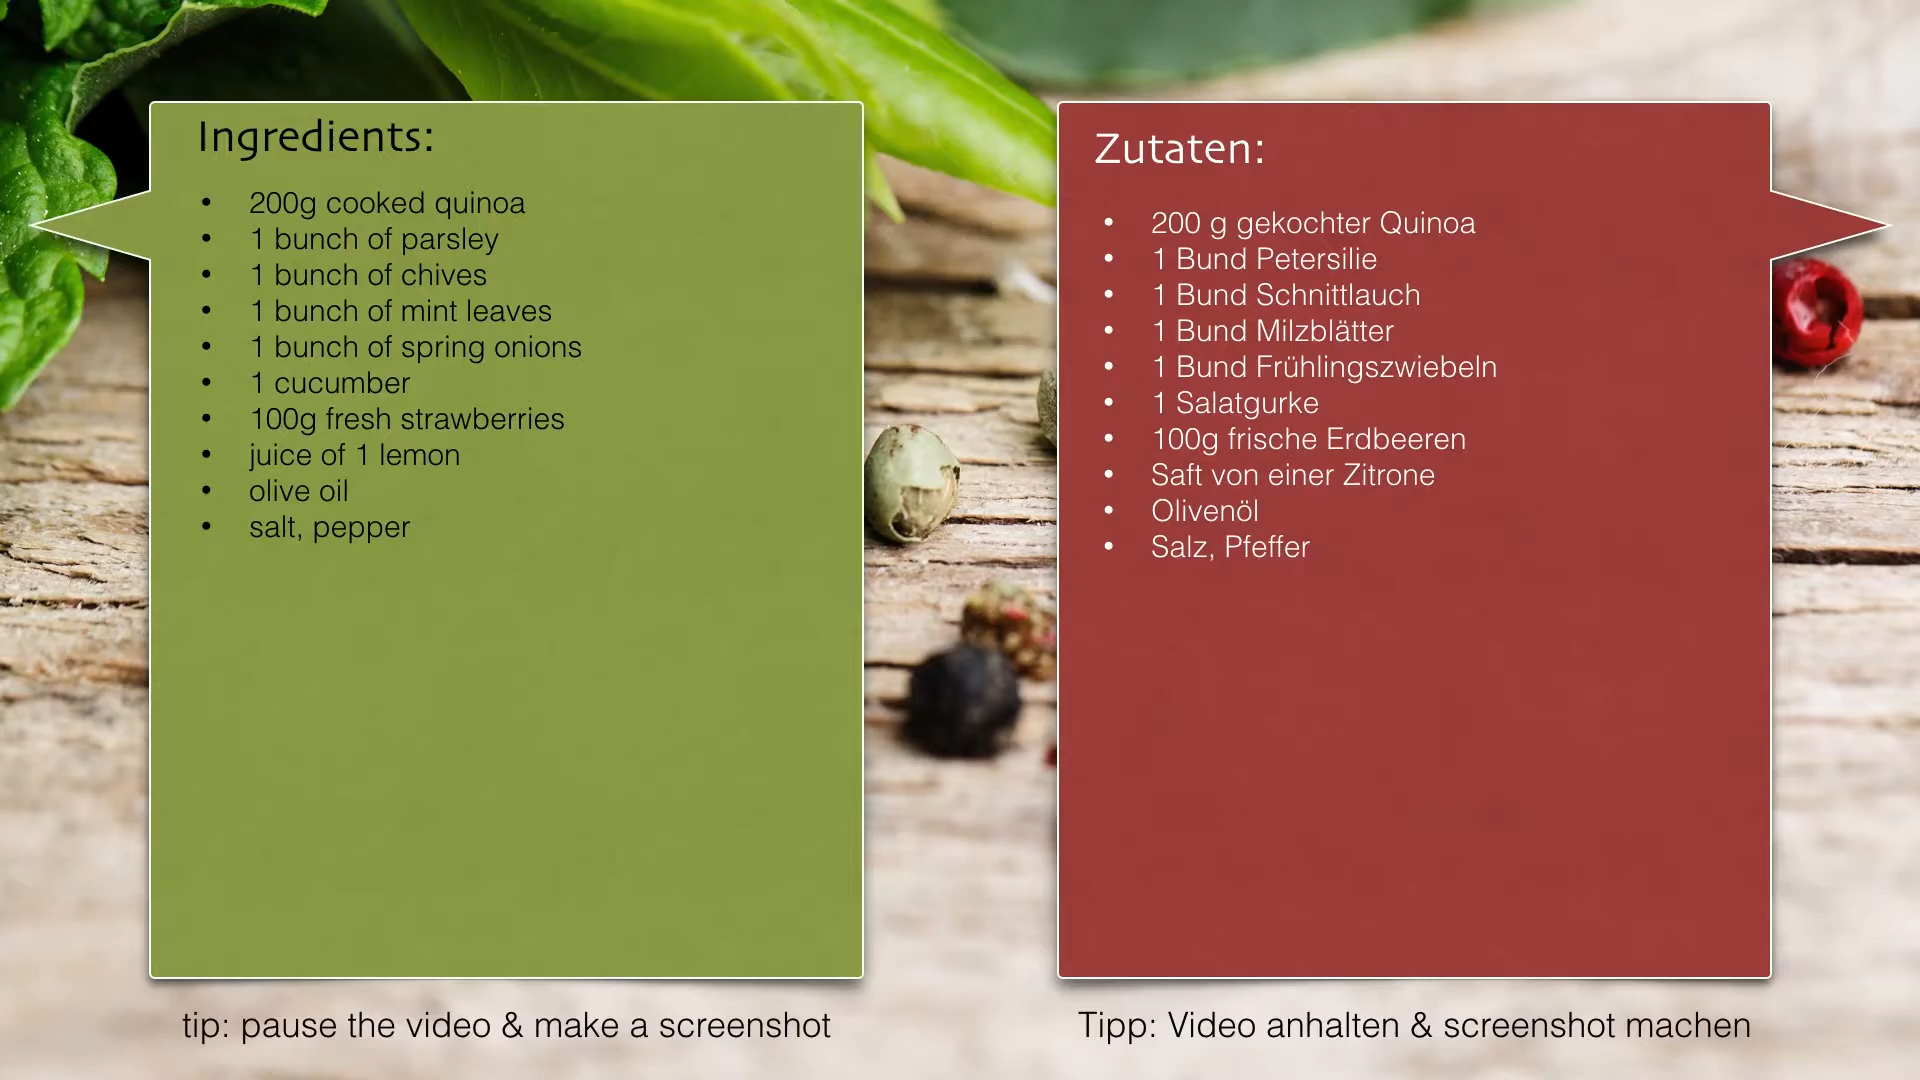 Ingredients:
• 200g cooked quinoa
• 1 bunch of parsley
• 1 bunch of chives
• 1 bunch of mint leaves
• 1 bunch of spring onions
• 1 cucumber
• 100g fresh strawberries
• juice of 1 lemon
• olive oil
• salt, pepper
tip: pause the video & make a screenshot
Zutaten:
• 200 g gekochter Quinoa
• 1 Bund Petersilie
• 1 Bund Schnittlauch
• 1 Bund Milzblätter
• 1 Bund Frühlingszwiebeln
• 1 Salatgurke
• 100g frische Erdbeeren
• Saft von einer Zitrone
• Olivenöl
• Salz, Pfeffer
Tipp: Video anhalten & screenshot machen